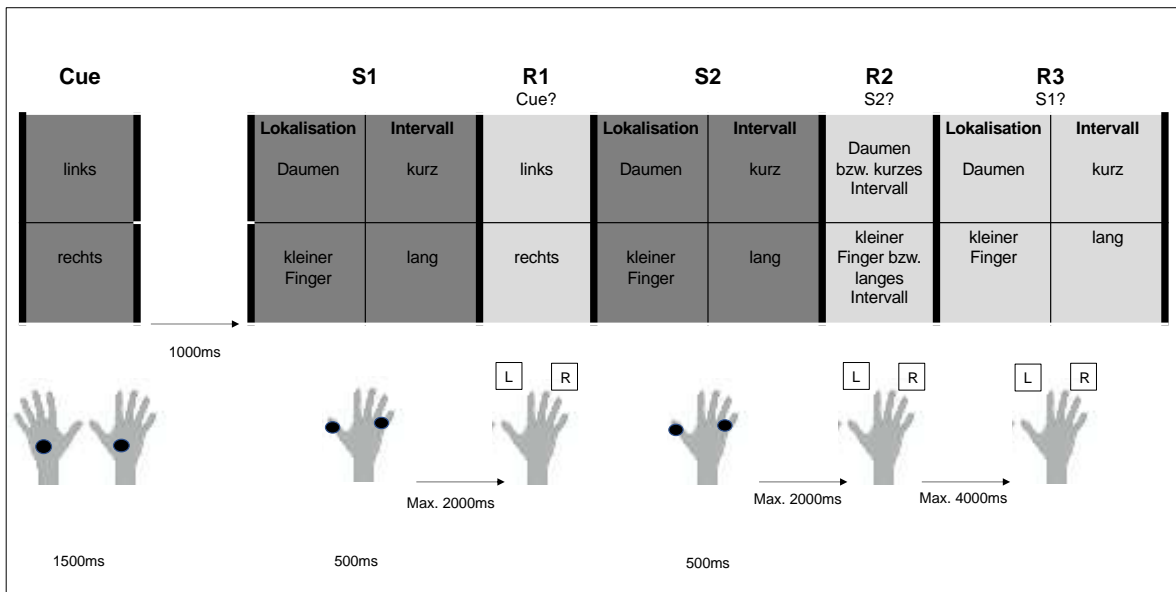 Cue
S1
R1
Cue?
S2
R2
S2?
R3
S1?
links
rechts
Lokalisation
Intervall
Daumen
kurz
kleiner
Finger
lang
links
rechts
Lokalisation
Intervall
Daumen
kurz
kleiner
Finger
lang
Daumen
bzw. kurzes
Intervall
kleiner
Finger bzw.
langes
Intervall
Lokalisation
Intervall
Daumen
kurz
kleiner
Finger
lang
1000ms
L
R
L
R
L
R
Max. 2000ms
Max. 2000ms
Max. 4000ms
1500ms
500ms
500ms